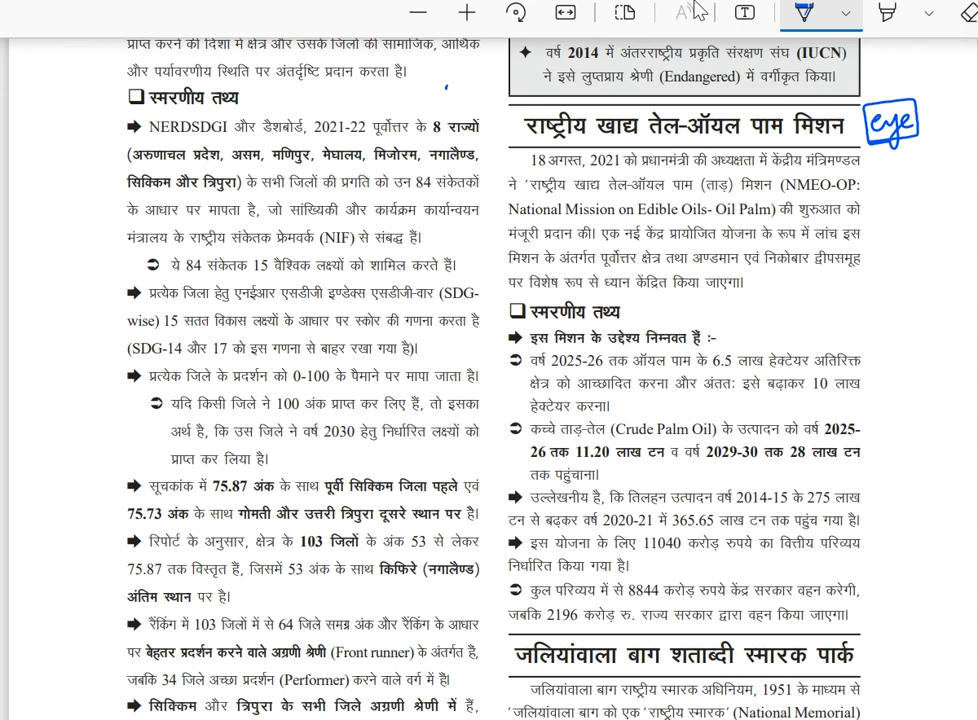 प्राप्त करने की दिशा में क्षेत्र और उसके जिलों की सामाजिक, आर्थिक
और पर्यावरणीय स्थिति पर अंतर्दृष्टि प्रदान करता है।
❑ स्मरणीय तथ्य
➡ NERDSDGI और डैशबोर्ड, 2021-22 पूर्वोत्तर के 8 राज्यों
(अरुणाचल प्रदेश, असम, मणिपुर, मेघालय, मिजोरम, नगालैण्ड,
सिक्किम और त्रिपुरा) के सभी जिलों की प्रगति को उन 84 संकेतकों
के आधार पर मापता है, जो सांख्यिकी और कार्यक्रम कार्यान्वयन
मंत्रालय के राष्ट्रीय संकेतक फ्रेमवर्क (NIF) से संबद्ध हैं।
➲ ये 84 संकेतक 15 वैश्विक लक्ष्यों को शामिल करते हैं।
➡ प्रत्येक जिला हेतु एनईआर एसडीजी इण्डेक्स एसडीजी-वार (SDG-
wise) 15 सतत विकास लक्ष्यों के आधार पर स्कोर की गणना करता है
(SDG-14 और 17 को इस गणना से बाहर रखा गया है)।
➡ प्रत्येक जिले के प्रदर्शन को 0-100 के पैमाने पर मापा जाता है।
➲ यदि किसी जिले ने 100 अंक प्राप्त कर लिए हैं, तो इसका
अर्थ है, कि उस जिले ने वर्ष 2030 हेतु निर्धारित लक्ष्यों को
प्राप्त कर लिया है।
➡ सूचकांक में 75.87 अंक के साथ पूर्वी सिक्किम जिला पहले एवं
75.73 अंक के साथ गोमती और उत्तरी त्रिपुरा दूसरे स्थान पर है।
➡ रिपोर्ट के अनुसार, क्षेत्र के 103 जिलों के अंक 53 से लेकर
75.87 तक विस्तृत हैं, जिसमें 53 अंक के साथ किफिरे (नगालैण्ड)
अंतिम स्थान पर है।
➡ रैंकिंग में 103 जिलों में से 64 जिले समग्र अंक और रैंकिंग के आधार
पर बेहतर प्रदर्शन करने वाले अग्रणी श्रेणी (Front runner) के अंतर्गत हैं,
जबकि 34 जिले अच्छा प्रदर्शन (Performer) करने वाले वर्ग में हैं।
➡ सिक्किम और त्रिपुरा के सभी जिले अग्रणी श्रेणी में हैं,
✦ वर्ष 2014 में अंतरराष्ट्रीय प्रकृति संरक्षण संघ (IUCN)
ने इसे लुप्तप्राय श्रेणी (Endangered) में वर्गीकृत किया।
राष्ट्रीय खाद्य तेल-ऑयल पाम मिशन
eye
18 अगस्त, 2021 को प्रधानमंत्री की अध्यक्षता में केंद्रीय मंत्रिमण्डल
ने 'राष्ट्रीय खाद्य तेल-ऑयल पाम (ताड़) मिशन (NMEO-OP:
National Mission on Edible Oils- Oil Palm) की शुरुआत को
मंजूरी प्रदान की। एक नई केंद्र प्रायोजित योजना के रूप में लांच इस
मिशन के अंतर्गत पूर्वोत्तर क्षेत्र तथा अण्डमान एवं निकोबार द्वीपसमूह
पर विशेष रूप से ध्यान केंद्रित किया जाएगा।
❑ स्मरणीय तथ्य
➡ इस मिशन के उद्देश्य निम्नवत हैं :-
➲ वर्ष 2025-26 तक ऑयल पाम के 6.5 लाख हेक्टेयर अतिरिक्त
क्षेत्र को आच्छादित करना और अंततः इसे बढ़ाकर 10 लाख
हेक्टेयर करना।
➲ कच्चे ताड़-तेल (Crude Palm Oil) के उत्पादन को वर्ष 2025-
26 तक 11.20 लाख टन व वर्ष 2029-30 तक 28 लाख टन
तक पहुंचाना।
➡ उल्लेखनीय है, कि तिलहन उत्पादन वर्ष 2014-15 के 275 लाख
टन से बढ़कर वर्ष 2020-21 में 365.65 लाख टन तक पहुंच गया है।
➡ इस योजना के लिए 11040 करोड़ रुपये का वित्तीय परिव्यय
निर्धारित किया गया है।
➲ कुल परिव्यय में से 8844 करोड़ रुपये केंद्र सरकार वहन करेगी,
जबकि 2196 करोड़ रु. राज्य सरकार द्वारा वहन किया जाएगा।
जलियांवाला बाग शताब्दी स्मारक पार्क
जलियांवाला बाग राष्ट्रीय स्मारक अधिनियम, 1951 के माध्यम से
'जलियांवाला बाग को एक 'राष्ट्रीय स्मारक' (National Memorial)